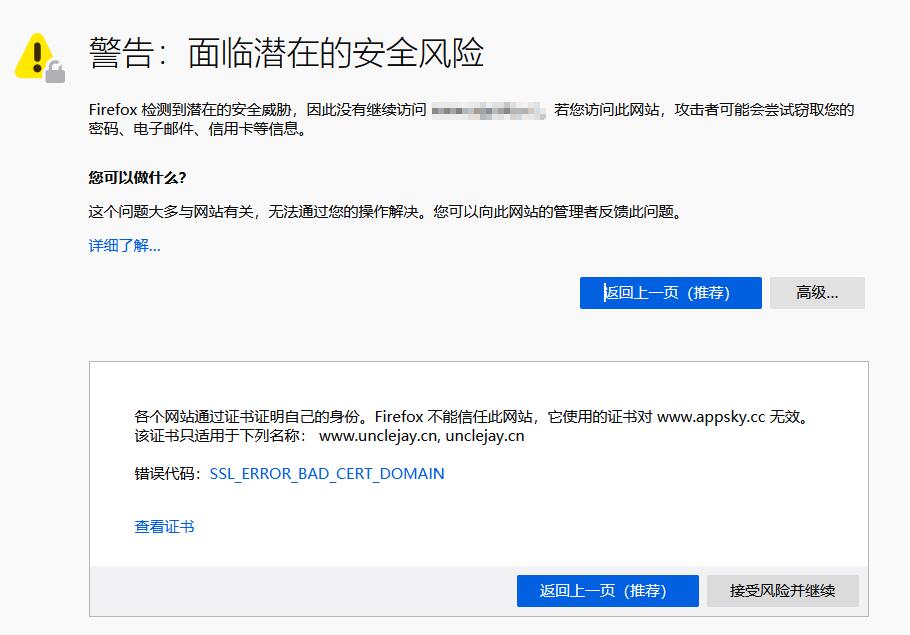 警告：面临潜在的安全风险
Firefox 检测到潜在的安全威胁，因此没有继续访问 若您访问此网站，攻击者可能会尝试窃取您的
密码、电子邮件、信用卡等信息。
您可以做什么?
这个问题大多与网站有关，无法通过您的操作解决。您可以向此网站的管理者反馈此问题。
详细了解...
返回上一页（推荐）
高级...
各个网站通过证书证明自己的身份。Firefox 不能信任此网站，它使用的证书对 www.appsky.cc 无效。
该证书只适用于下列名称： www.unclejay.cn, unclejay.cn
错误代码：SSL_ERROR_BAD_CERT_DOMAIN
查看证书
返回上一页（推荐）
接受风险并继续